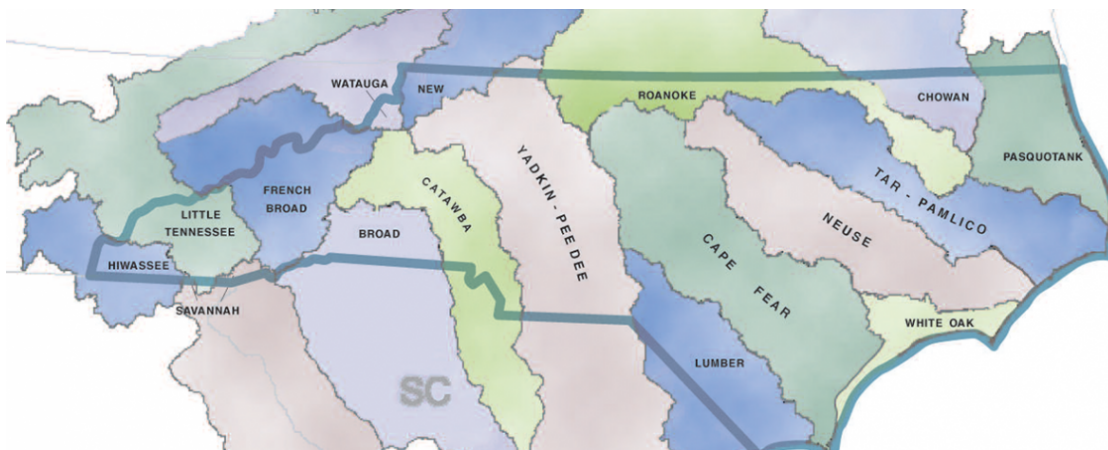 WATAUGA
NEW
ROANOKE
CHOWAN
PASQUOTANK
FRENCH
BROAD
LITTLE
TENNESSEE
HIWASSEE
SAVANNAH
BROAD
CATAWBA
YADKIN - PEE DEE
CAPE
FEAR
NEUSE
TAR - PAMLICO
WHITE OAK
LUMBER
SC